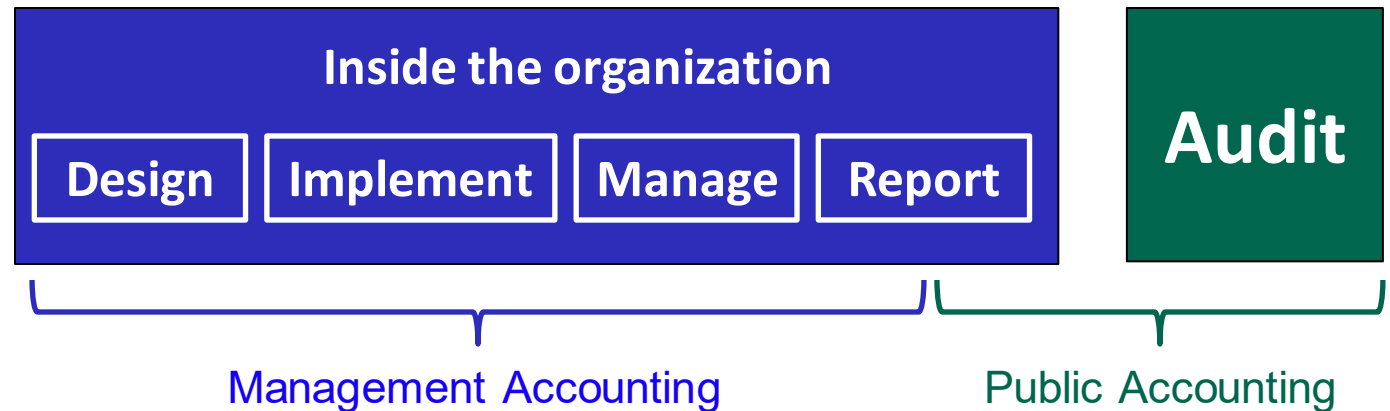 Inside the organization
Audit
Design Implement Manage Report
Management Accounting Public Accounting